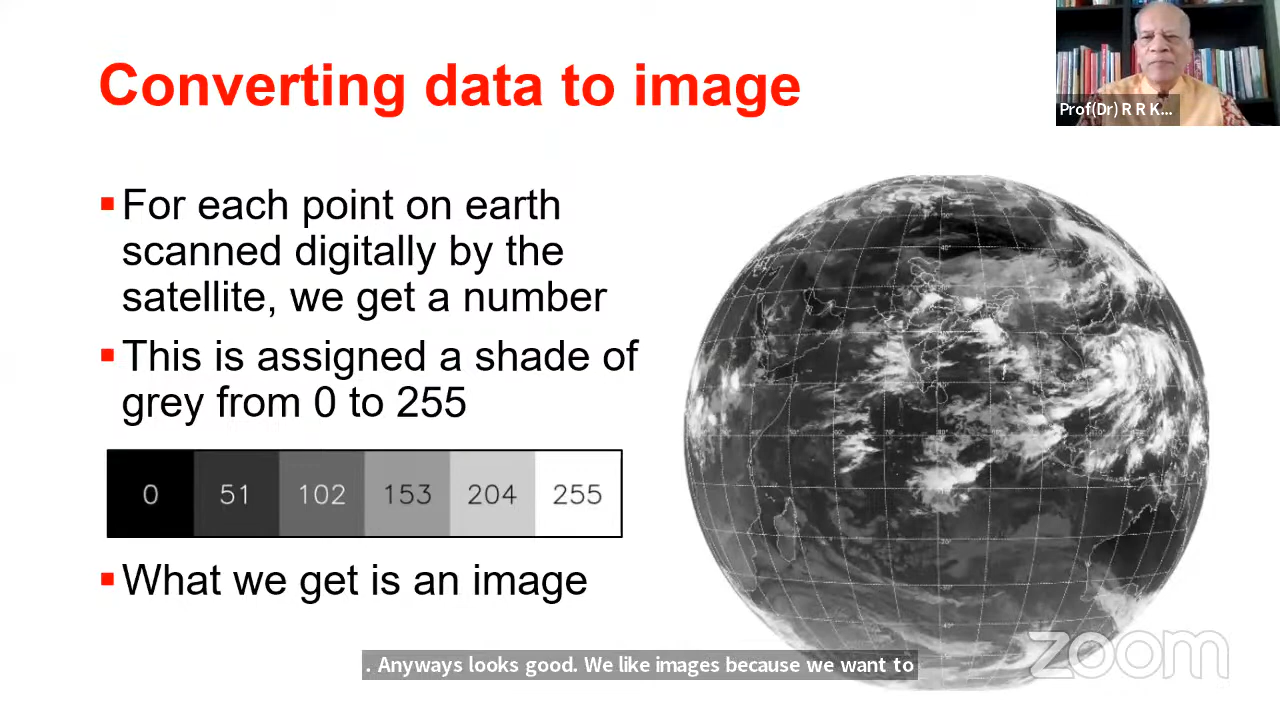 Converting data to image
Prof(Dr) R R K...
▪For each point on earth
scanned digitally by the
satellite, we get a number
▪This is assigned a shade of
grey from 0 to 255
0 51 102 153 204 255
▪What we get is an image
zoom
. Anyways looks good. We like images because we want to